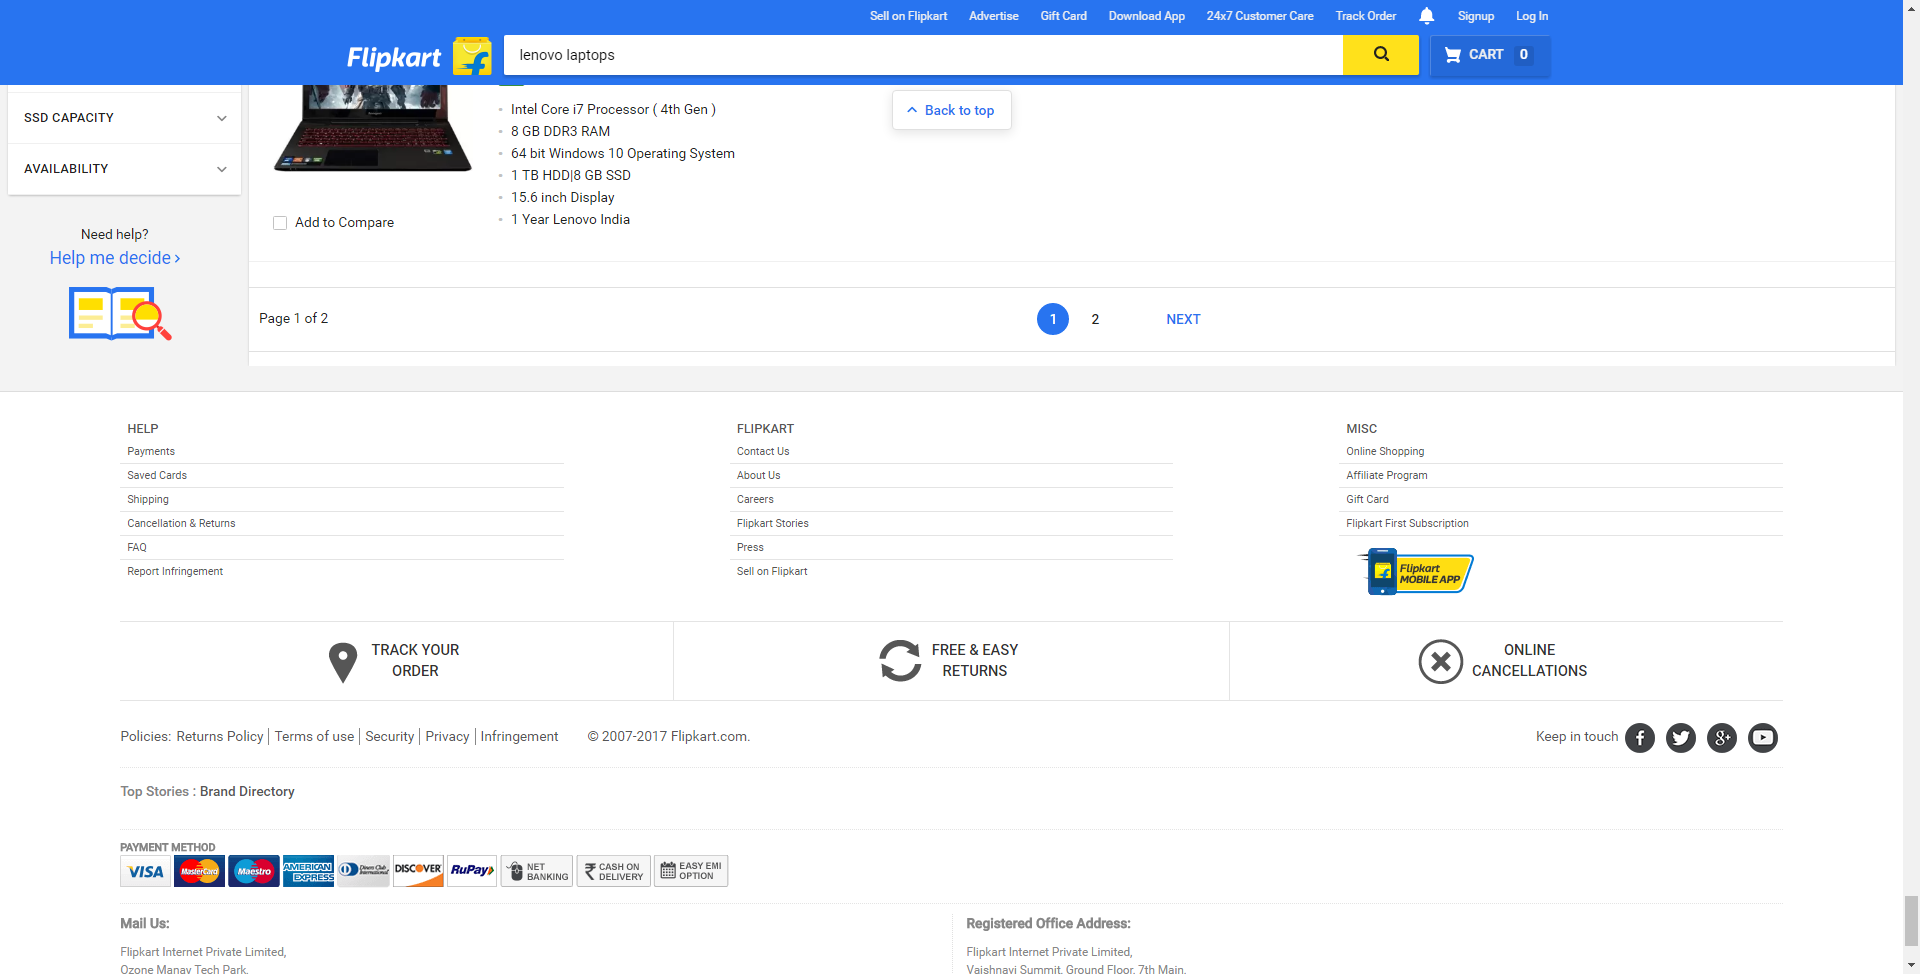 Sell on Flipkart Advertise Gift Card Download App 24x7 Customer Care Track Order Signup Log In
Flipkart lenovo laptops CART 0
SSD CAPACITY
AVAILABILITY
Need help?
Help me decide ›
Back to top
Intel Core i7 Processor ( 4th Gen )
8 GB DDR3 RAM
64 bit Windows 10 Operating System
1 TB HDD|8 GB SSD
15.6 inch Display
1 Year Lenovo India
Add to Compare
Page 1 of 2 1 2 NEXT
HELP
Payments
Saved Cards
Shipping
Cancellation & Returns
FAQ
Report Infringement
FLIPKART
Contact Us
About Us
Careers
Flipkart Stories
Press
Sell on Flipkart
MISC
Online Shopping
Affiliate Program
Gift Card
Flipkart First Subscription
Flipkart
MOBILE APP
TRACK YOUR
ORDER
FREE & EASY
RETURNS
ONLINE
CANCELLATIONS
Policies: Returns Policy | Terms of use | Security | Privacy | Infringement © 2007-2017 Flipkart.com. Keep in touch
Top Stories : Brand Directory
PAYMENT METHOD
VISA
MasterCard
Maestro
AMERICAN
EXPRESS
Diners Club
International
DISCOVER
RuPay
NET
BANKING
CASH ON
DELIVERY
EASY EMI
OPTION
Mail Us:
Flipkart Internet Private Limited,
Ozone Manay Tech Park,
Registered Office Address:
Flipkart Internet Private Limited,
Vaishnavi Summit, Ground Floor, 7th Main,